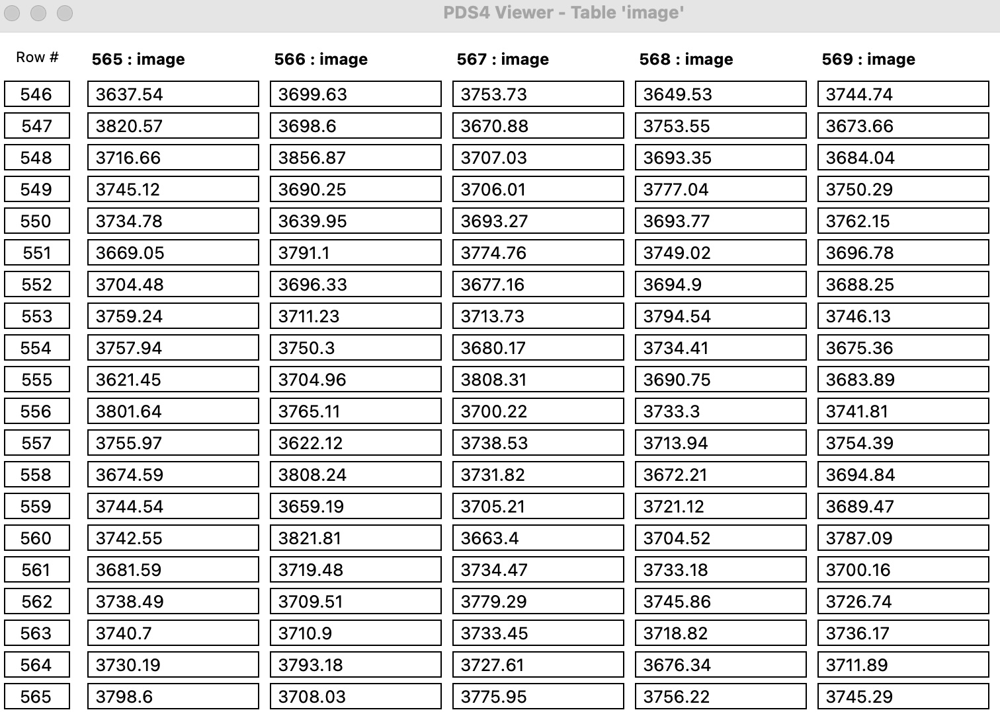 PDS4 Viewer - Table 'image'
Row # 565 : image 566 : image 567 : image 568 : image 569 : image
546 3637.54 3699.63 3753.73 3649.53 3744.74
547 3820.57 3698.6 3670.88 3753.55 3673.66
548 3716.66 3856.87 3707.03 3693.35 3684.04
549 3745.12 3690.25 3706.01 3777.04 3750.29
550 3734.78 3639.95 3693.27 3693.77 3762.15
551 3669.05 3791.1 3774.76 3749.02 3696.78
552 3704.48 3696.33 3677.16 3694.9 3688.25
553 3759.24 3711.23 3713.73 3794.54 3746.13
554 3757.94 3750.3 3680.17 3734.41 3675.36
555 3621.45 3704.96 3808.31 3690.75 3683.89
556 3801.64 3765.11 3700.22 3733.3 3741.81
557 3755.97 3622.12 3738.53 3713.94 3754.39
558 3674.59 3808.24 3731.82 3672.21 3694.84
559 3744.54 3659.19 3705.21 3721.12 3689.47
560 3742.55 3821.81 3663.4 3704.52 3787.09
561 3681.59 3719.48 3734.47 3733.18 3700.16
562 3738.49 3709.51 3779.29 3745.86 3726.74
563 3740.7 3710.9 3733.45 3718.82 3736.17
564 3730.19 3793.18 3727.61 3676.34 3711.89
565 3798.6 3708.03 3775.95 3756.22 3745.29